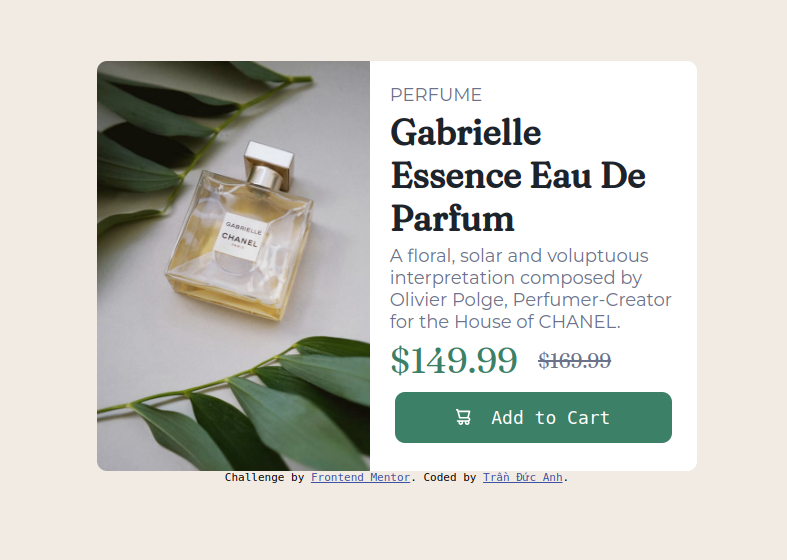 PERFUME
Gabrielle
Essence Eau De
Parfum
A floral, solar and voluptuous
interpretation composed by
Olivier Polge, Perfumer-Creator
for the House of CHANEL.
$149.99 $169.99
Add to Cart
GABRIELLE
CHANEL
PARIS
Challenge by Frontend Mentor. Coded by Trần Đức Anh.